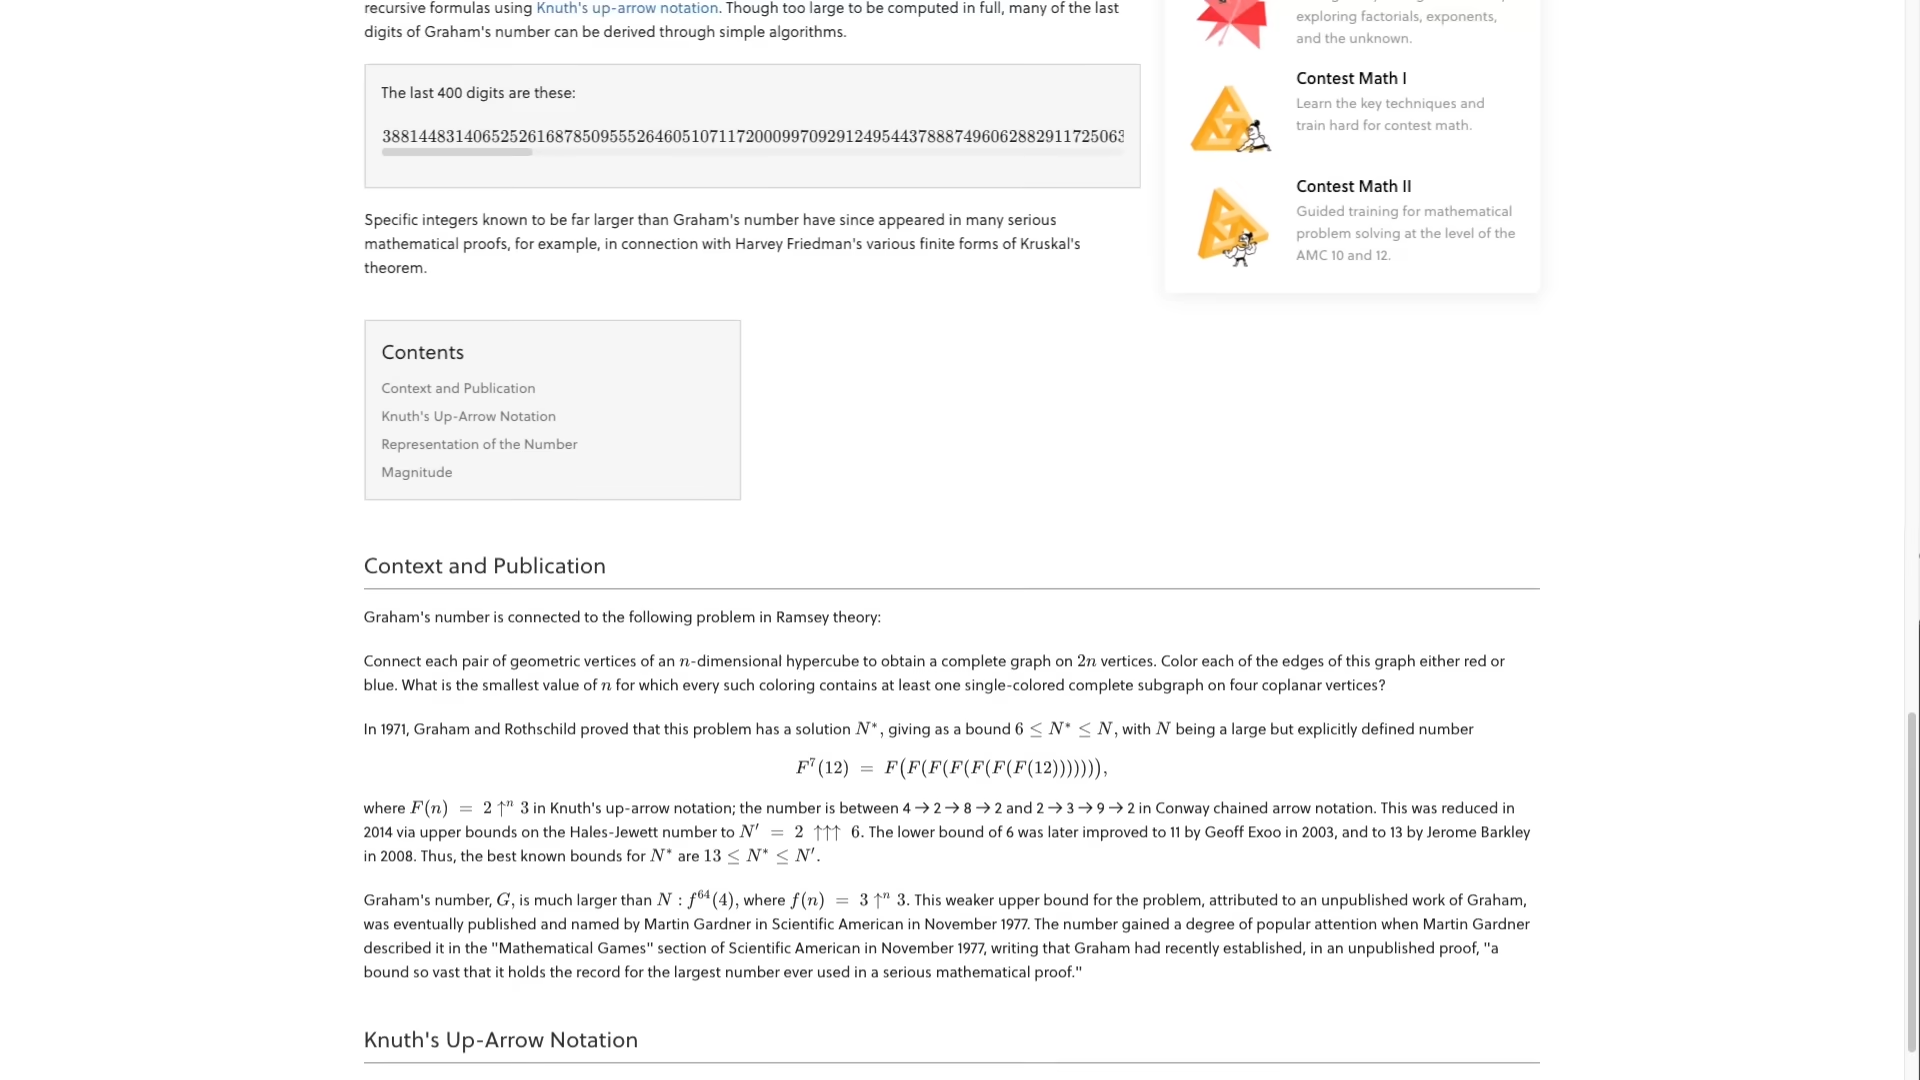 recursive formulas using Knuth's up-arrow notation. Though too large to be computed in full, many of the last
digits of Graham's number can be derived through simple algorithms.
The last 400 digits are these:
3881448314065252616878509555264605107117200099709291249544378887496062882911725063
Specific integers known to be far larger than Graham's number have since appeared in many serious
mathematical proofs, for example, in connection with Harvey Friedman's various finite forms of Kruskal's
theorem.
exploring factorials, exponents,
and the unknown.
Contest Math I
Learn the key techniques and
train hard for contest math.
Contest Math II
Guided training for mathematical
problem solving at the level of the
AMC 10 and 12.
Contents
Context and Publication
Knuth's Up-Arrow Notation
Representation of the Number
Magnitude
Context and Publication
Graham's number is connected to the following problem in Ramsey theory:
Connect each pair of geometric vertices of an n-dimensional hypercube to obtain a complete graph on 2n vertices. Color each of the edges of this graph either red or
blue. What is the smallest value of n for which every such coloring contains at least one single-colored complete subgraph on four coplanar vertices?
In 1971, Graham and Rothschild proved that this problem has a solution N*, giving as a bound 6 ≤ N* ≤ N, with N being a large but explicitly defined number
F⁷(12) = F(F(F(F(F(F(F(12))))))),
where F(n) = 2 ↑ⁿ 3 in Knuth's up-arrow notation; the number is between 4 → 2 → 8 → 2 and 2 → 3 → 9 → 2 in Conway chained arrow notation. This was reduced in
2014 via upper bounds on the Hales-Jewett number to N′ = 2 ↑↑↑ 6. The lower bound of 6 was later improved to 11 by Geoff Exoo in 2003, and to 13 by Jerome Barkley
in 2008. Thus, the best known bounds for N* are 13 ≤ N* ≤ N′.
Graham's number, G, is much larger than N : f⁶⁴(4), where f(n) = 3 ↑ⁿ 3. This weaker upper bound for the problem, attributed to an unpublished work of Graham,
was eventually published and named by Martin Gardner in Scientific American in November 1977. The number gained a degree of popular attention when Martin Gardner
described it in the "Mathematical Games" section of Scientific American in November 1977, writing that Graham had recently established, in an unpublished proof, "a
bound so vast that it holds the record for the largest number ever used in a serious mathematical proof."
Knuth's Up-Arrow Notation